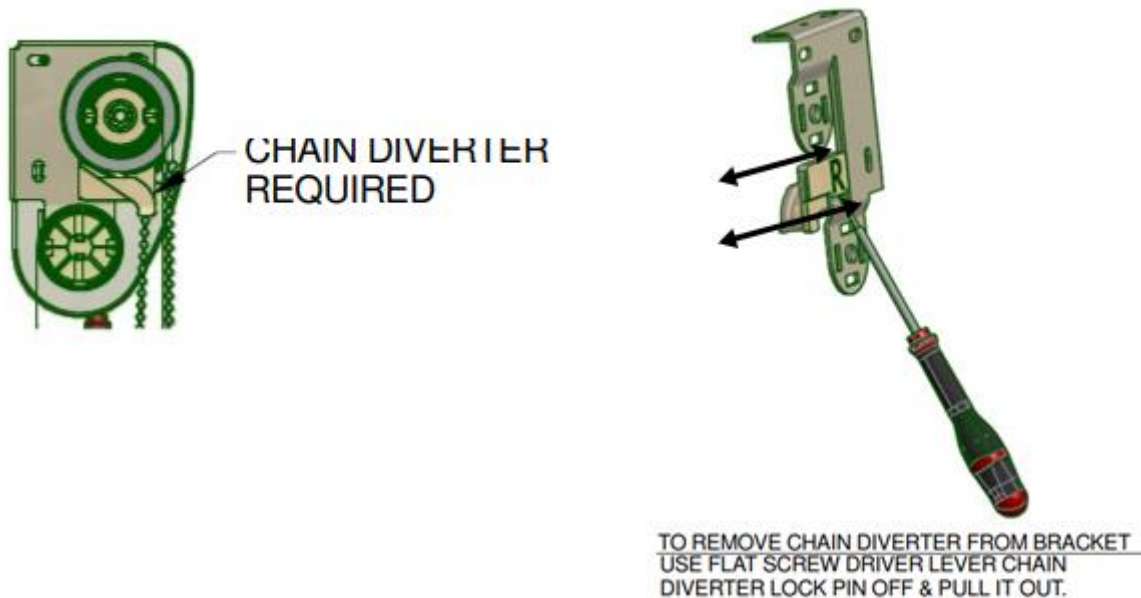 CHAIN DIVERTER
REQUIRED
R
TO REMOVE CHAIN DIVERTER FROM BRACKET
USE FLAT SCREW DRIVER LEVER CHAIN
DIVERTER LOCK PIN OFF & PULL IT OUT.